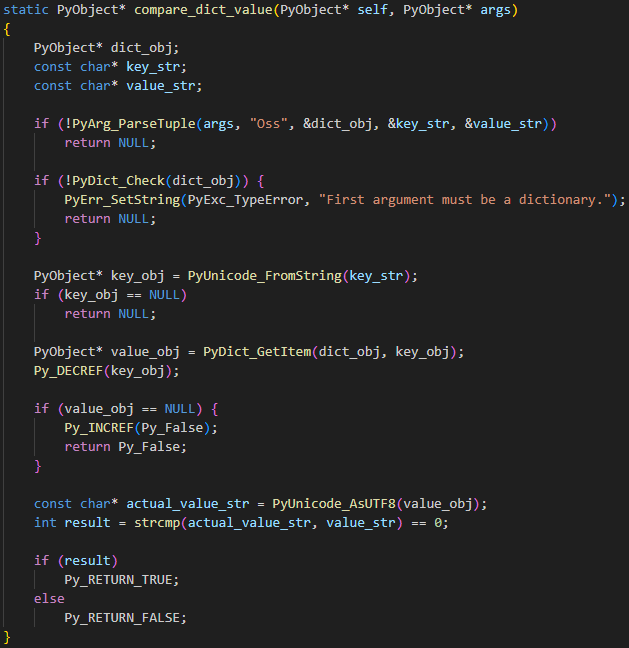 static PyObject* compare_dict_value(PyObject* self, PyObject* args)
{
    PyObject* dict_obj;
    const char* key_str;
    const char* value_str;

    if (!PyArg_ParseTuple(args, "Oss", &dict_obj, &key_str, &value_str))
        return NULL;

    if (!PyDict_Check(dict_obj)) {
        PyErr_SetString(PyExc_TypeError, "First argument must be a dictionary.");
        return NULL;
    }

    PyObject* key_obj = PyUnicode_FromString(key_str);
    if (key_obj == NULL)
        return NULL;

    PyObject* value_obj = PyDict_GetItem(dict_obj, key_obj);
    Py_DECREF(key_obj);

    if (value_obj == NULL) {
        Py_INCREF(Py_False);
        return Py_False;
    }

    const char* actual_value_str = PyUnicode_AsUTF8(value_obj);
    int result = strcmp(actual_value_str, value_str) == 0;

    if (result)
        Py_RETURN_TRUE;
    else
        Py_RETURN_FALSE;
}